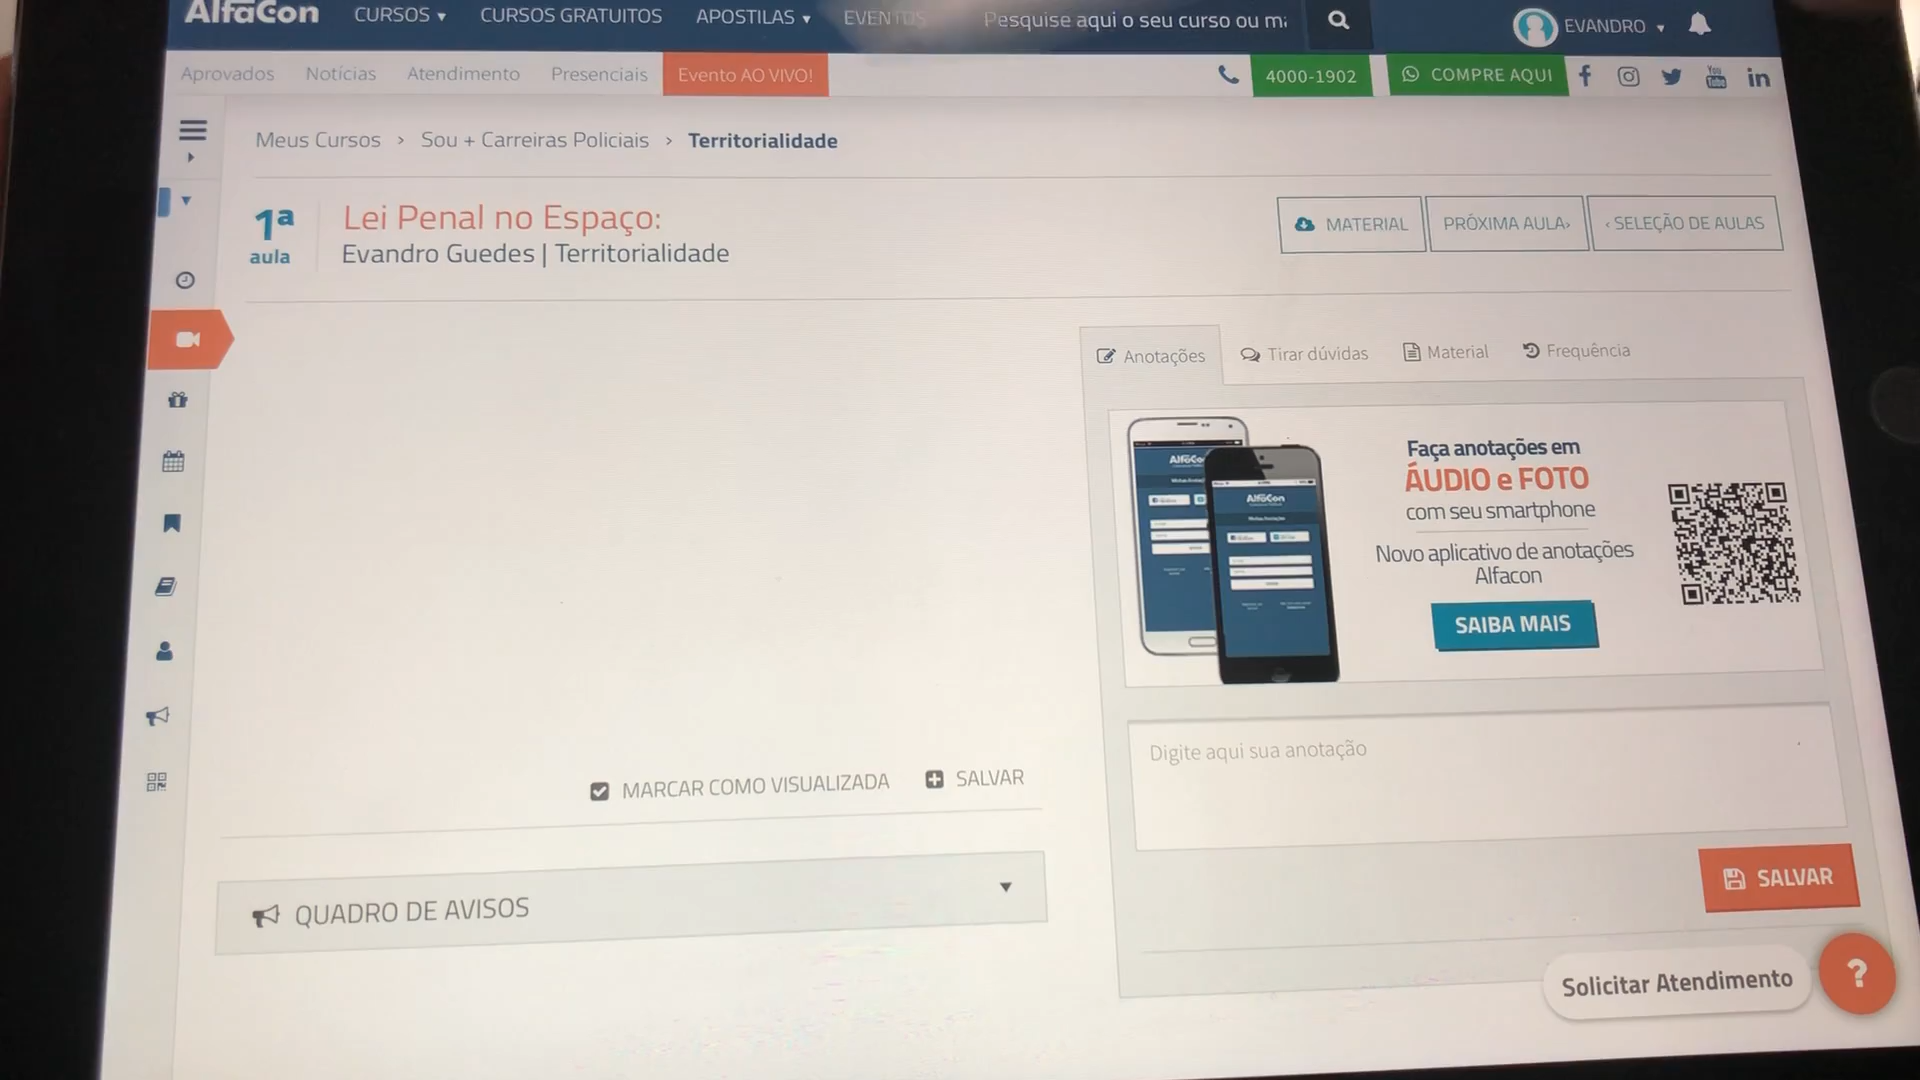 AlfaCon CURSOS CURSOS GRATUITOS APOSTILAS EVENTOS Pesquise aqui o seu curso ou ma EVANDRO
Aprovados Notícias Atendimento Presenciais Evento AO VIVO! 4000-1902 COMPRE AQUI
Meus Cursos > Sou + Carreiras Policiais > Territorialidade
1ª aula
Lei Penal no Espaço:
Evandro Guedes | Territorialidade
MATERIAL PRÓXIMA AULA› ‹ SELEÇÃO DE AULAS
Anotações Tirar dúvidas Material Frequência
AlfaCon
AlfaCon
Faça anotações em
ÁUDIO e FOTO
com seu smartphone
Novo aplicativo de anotações
Alfacon
SAIBA MAIS
Digite aqui sua anotação
SALVAR
MARCAR COMO VISUALIZADA SALVAR
QUADRO DE AVISOS
Solicitar Atendimento ?